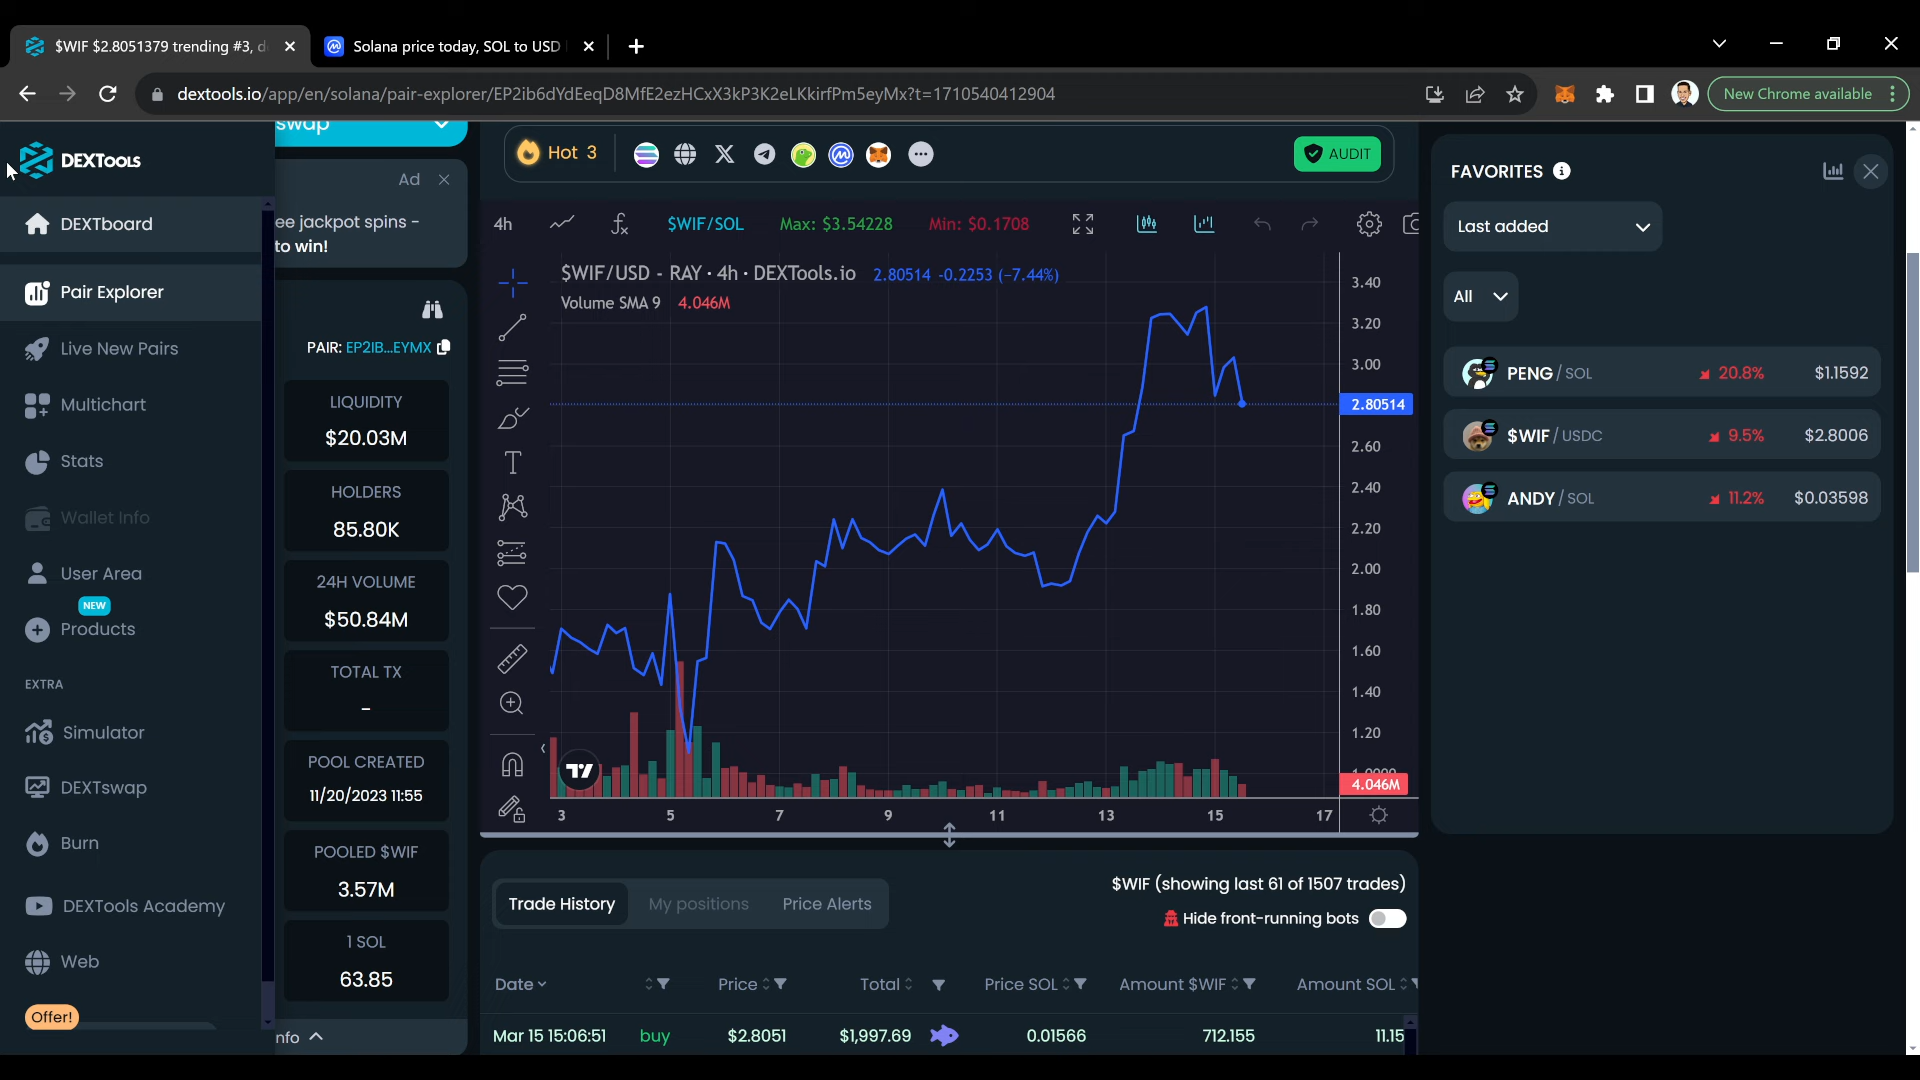 $WIF $2.8051379 trending #3, d
Solana price today, SOL to USD
dextools.io/app/en/solana/pair-explorer/EP2ib6dYdEeqD8MfE2ezHCxX3kP3K2eLKkirfPm5eyMx?t=1710540412904
New Chrome available
DEXTools
DEXTboard
Pair Explorer
Live New Pairs
Multichart
Stats
Wallet Info
User Area
NEW
Products
EXTRA
Simulator
DEXTswap
Burn
DEXTools Academy
Web
Offer!
swap
Ad
ee jackpot spins -
to win!
PAIR: EP2IB...EYMX
LIQUIDITY
$20.03M
HOLDERS
85.80K
24H VOLUME
$50.84M
TOTAL TX
-
POOL CREATED
11/20/2023 11:55
POOLED $WIF
3.57M
1 SOL
63.85
nfo
Hot 3
AUDIT
4h
$WIF/SOL
Max: $3.54228
Min: $0.1708
$WIF/USD - RAY · 4h · DEXTools.io 2.80514 -0.2253 (−7.44%)
Volume SMA 9 4.046M
3.40
3.20
3.00
2.80514
2.60
2.40
2.20
2.00
1.80
1.60
1.40
1.20
4.046M
3 5 7 9 11 13 15 17
Trade History
My positions
Price Alerts
$WIF (showing last 61 of 1507 trades)
Hide front-running bots
Date Price Total Price SOL Amount $WIF Amount SOL
Mar 15 15:06:51 buy $2.8051 $1,997.69 0.01566 712.155 11.15
FAVORITES
Last added
All
PENG / SOL 20.8% $1.1592
$WIF / USDC 9.5% $2.8006
ANDY / SOL 11.2% $0.03598